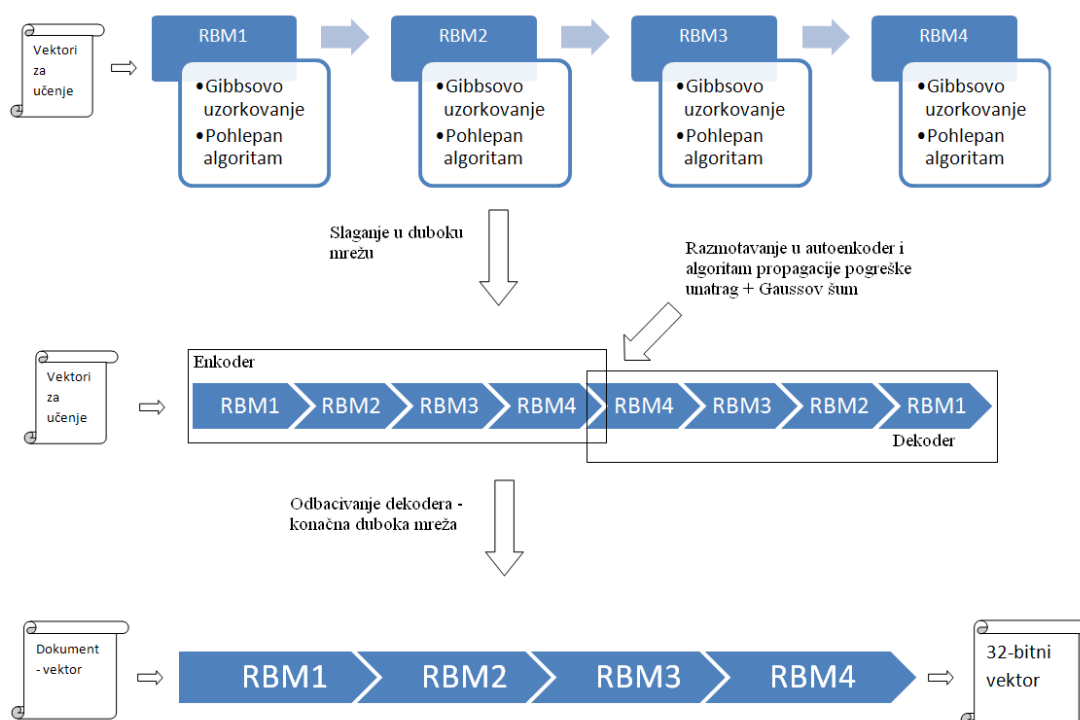 Vektori
za
učenje
RBM1
•Gibbsovo
uzorkovanje
•Pohlepan
algoritam
RBM2
•Gibbsovo
uzorkovanje
•Pohlepan
algoritam
RBM3
•Gibbsovo
uzorkovanje
•Pohlepan
algoritam
RBM4
•Gibbsovo
uzorkovanje
•Pohlepan
algoritam
Slaganje u duboku
mrežu
Razmotavanje u autoenkoder i
algoritam propagacije pogreške
unatrag + Gaussov šum
Vektori
za
učenje
Enkoder
RBM1 RBM2 RBM3 RBM4 RBM4 RBM3 RBM2 RBM1
Dekoder
Odbacivanje dekodera -
konačna duboka mreža
Dokument
- vektor
RBM1 RBM2 RBM3 RBM4
32-bitni
vektor